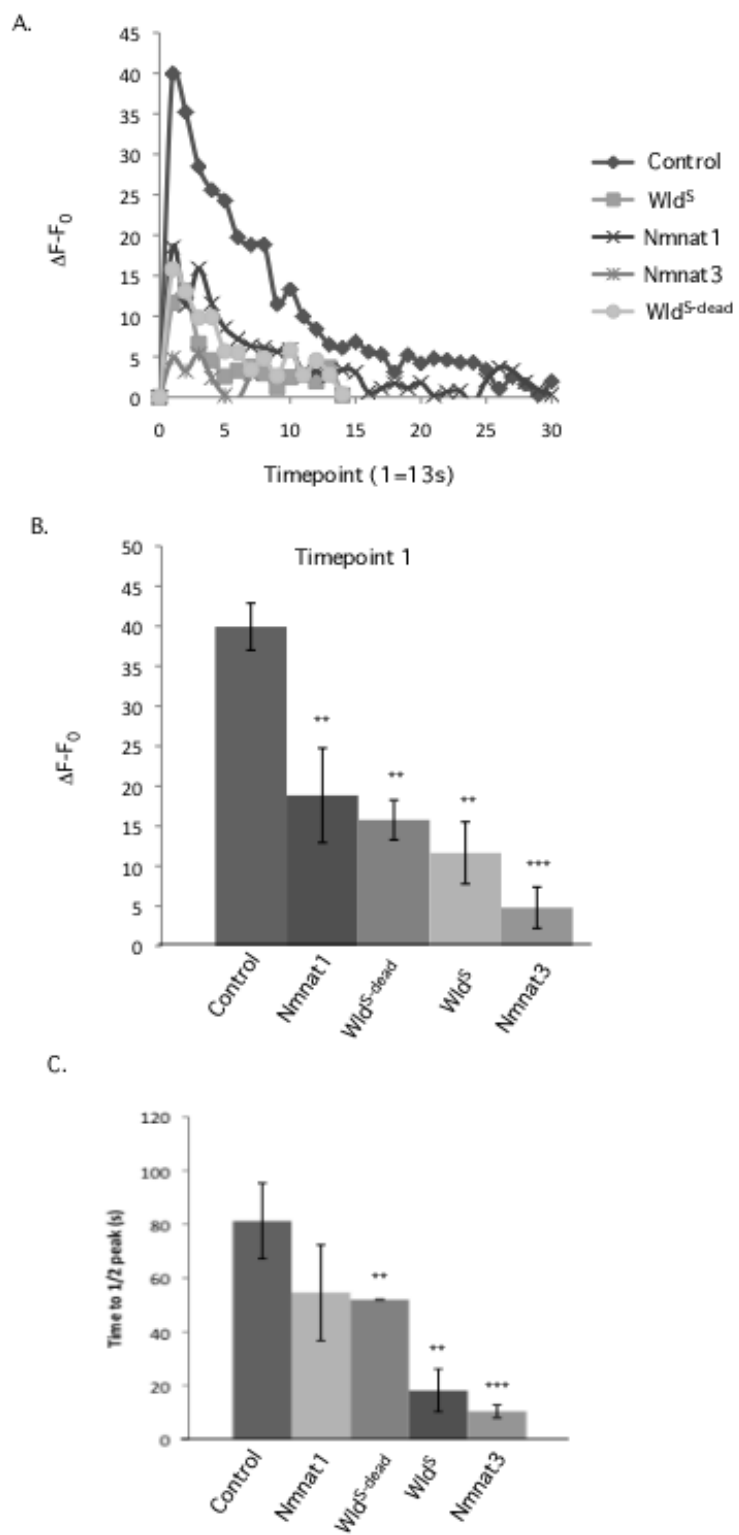 A.
45
40
35
30
25
20
15
10
5
0
ΔF-F0
0 5 10 15 20 25 30
Timepoint (1=13s)
Control
WldS
Nmnat1
Nmnat3
WldS-dead
B.
Timepoint 1
50
45
40
35
30
25
20
15
10
5
0
ΔF-F0
**
**
**
***
Control
Nmnat1
WldS-dead
WldS
Nmnat3
C.
120
100
80
60
40
20
0
Time to 1/2 peak (s)
**
**
***
Control
Nmnat1
WldS-dead
WldS
Nmnat3